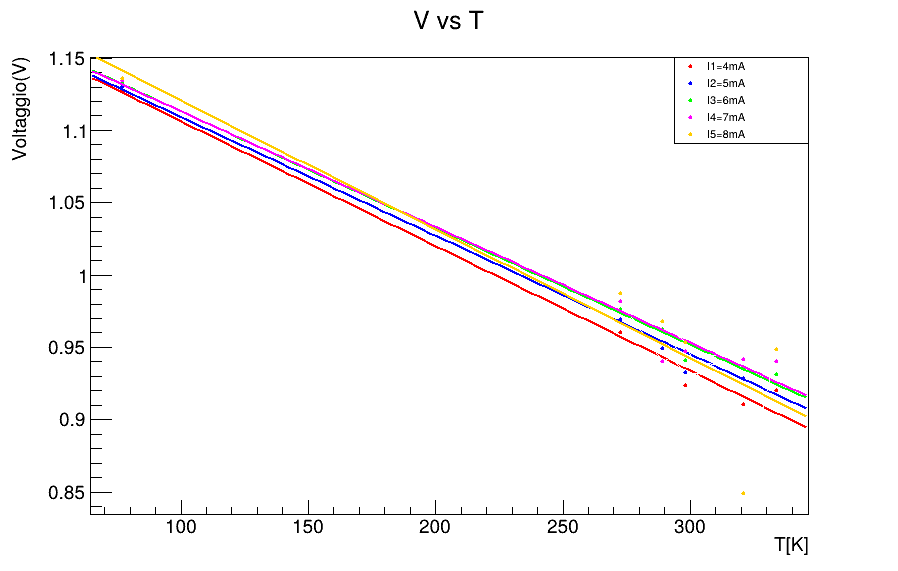 V vs T
Voltaggio(V)
1.15
1.1
1.05
1
0.95
0.9
0.85
I1=4mA
I2=5mA
I3=6mA
I4=7mA
I5=8mA
100 150 200 250 300
T[K]